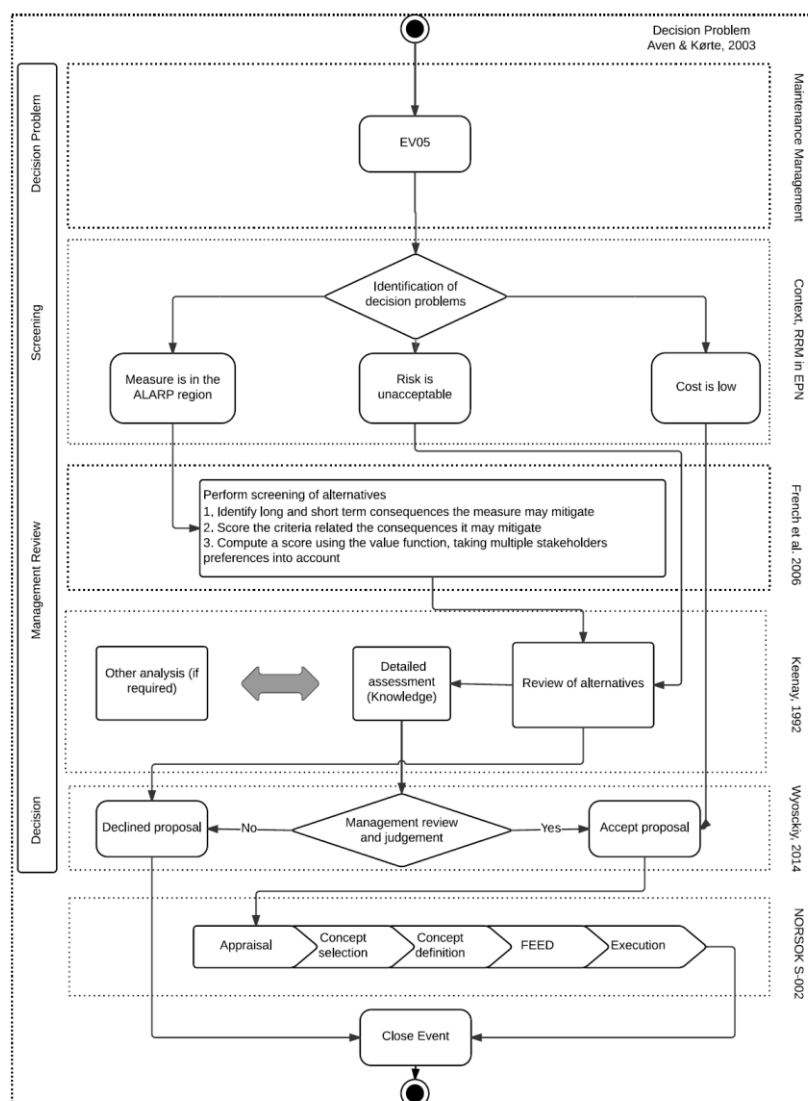 Decision Problem
Aven & Kørte, 2003
Decision Problem
Maintenance Management
EV05
Screening
Context, RRM in EPN
Identification of
decision problems
Measure is in the
ALARP region
Risk is
unacceptable
Cost is low
Management Review
French et al. 2006
Perform screening of alternatives
1. Identify long and short term consequences the measure may mitigate
2. Score the criteria related the consequences it may mitigate
3. Compute a score using the value function, taking multiple stakeholders
preferences into account
Keenay, 1992
Other analysis (if
required)
Detailed
assessment
(Knowledge)
Review of alternatives
Decision
Wyosckiy, 2014
Declined proposal
No
Management review
and judgement
Yes
Accept proposal
NORSOK S-002
Appraisal
Concept
selection
Concept
definition
FEED
Execution
Close Event